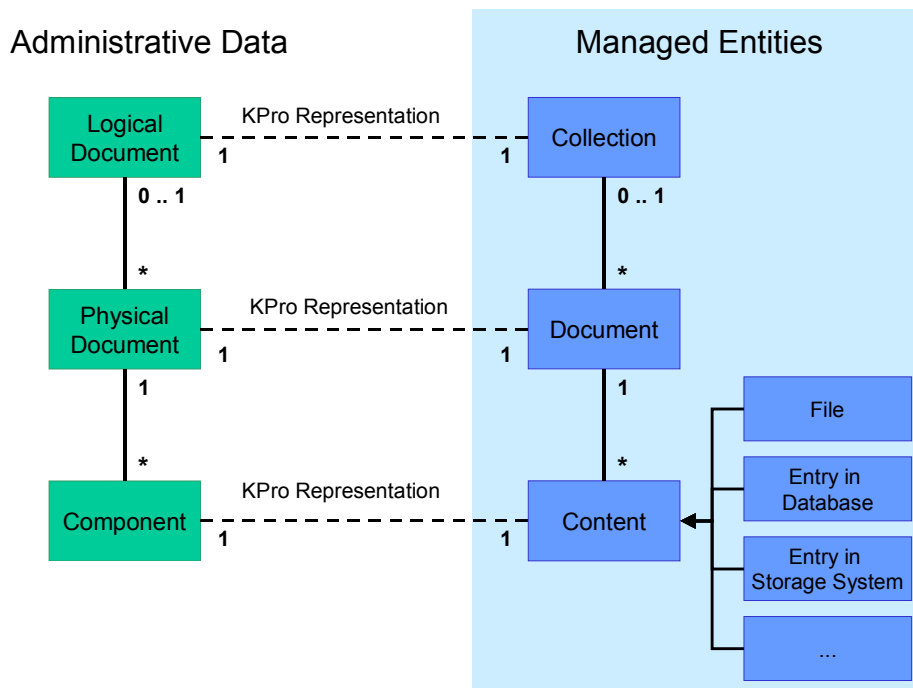 Administrative Data
Managed Entities
KPro Representation
Logical
Document
1
1
Collection
0 .. 1
0 .. 1
*
*
KPro Representation
Physical
Document
1
1
Document
1
1
File
*
*
KPro Representation
Entry in
Database
Component
1
1
Content
Entry in
Storage System
...